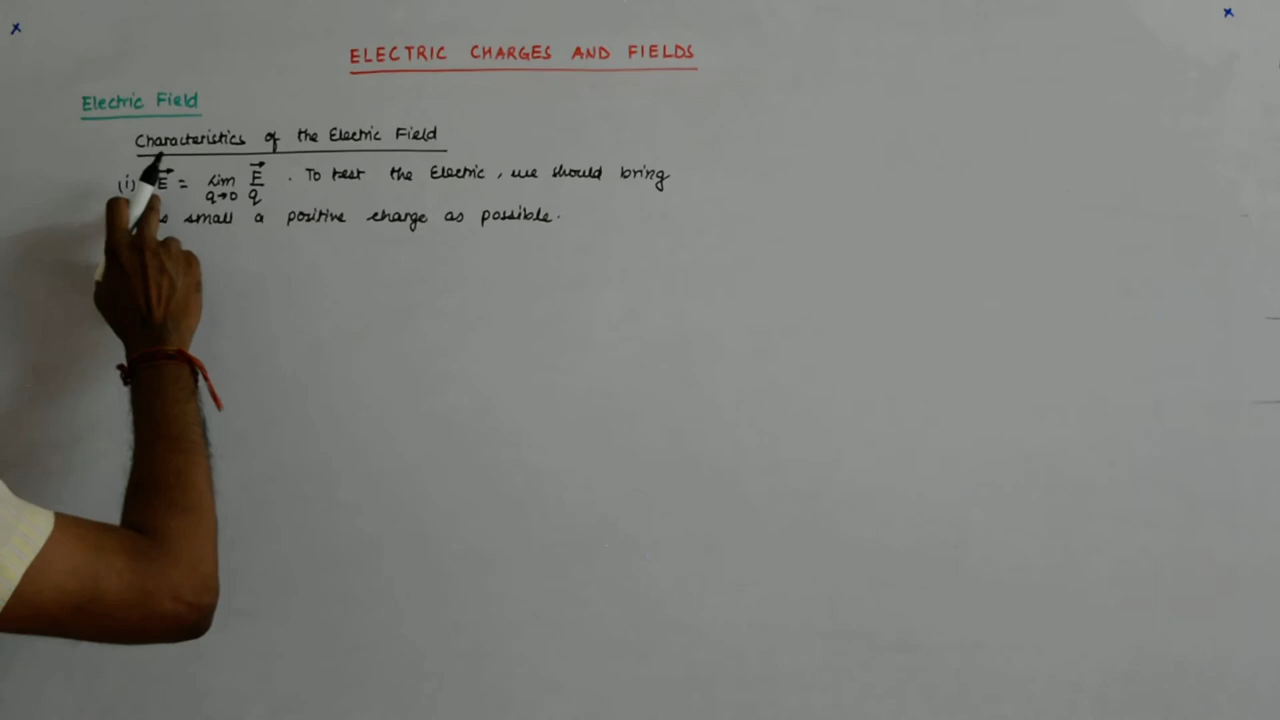 ELECTRIC CHARGES AND FIELDS
Electric Field
Characteristics of the Electric Field
(i) E⃗ = lim q→0 E⃗/q . To test the Electric, we should bring
small a positive charge as possible.